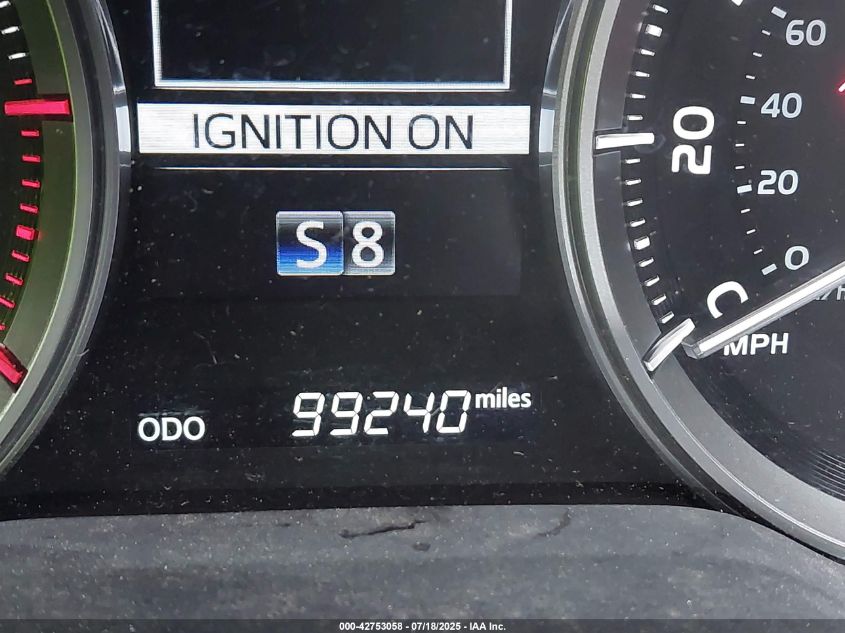 IGNITION ON
S 8
ODO 99240 miles
60
40
20
0
20
C
MPH
000-42753058 - 07/18/2025 - IAA Inc.